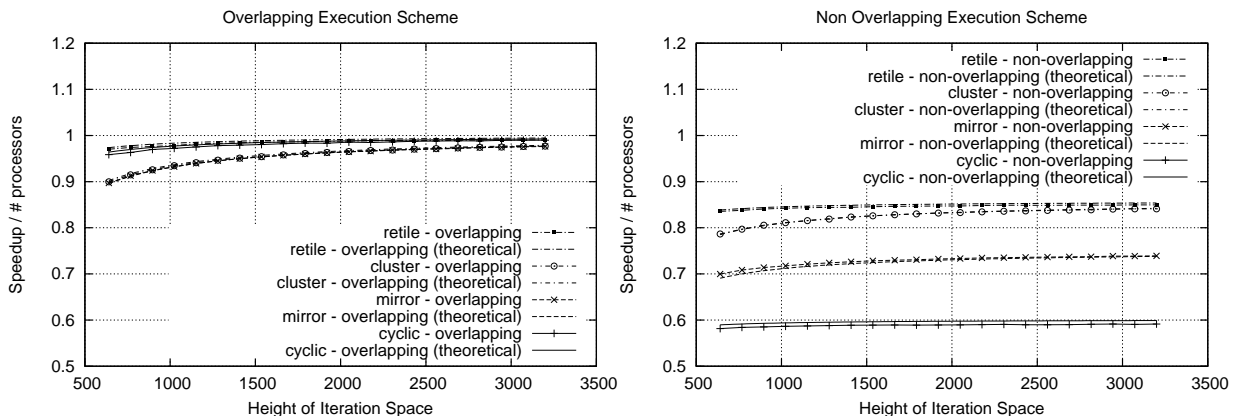 Overlapping Execution Scheme
1.2
1.1
1
0.9
0.8
0.7
0.6
0.5
Speedup / # processors
retile - overlapping
retile - overlapping (theoretical)
cluster - overlapping
cluster - overlapping (theoretical)
mirror - overlapping
mirror - overlapping (theoretical)
cyclic - overlapping
cyclic - overlapping (theoretical)
500 1000 1500 2000 2500 3000 3500
Height of Iteration Space
Non Overlapping Execution Scheme
1.2
1.1
1
0.9
0.8
0.7
0.6
0.5
Speedup / # processors
retile - non-overlapping
retile - non-overlapping (theoretical)
cluster - non-overlapping
cluster - non-overlapping (theoretical)
mirror - non-overlapping
mirror - non-overlapping (theoretical)
cyclic - non-overlapping
cyclic - non-overlapping (theoretical)
500 1000 1500 2000 2500 3000 3500
Height of Iteration Space